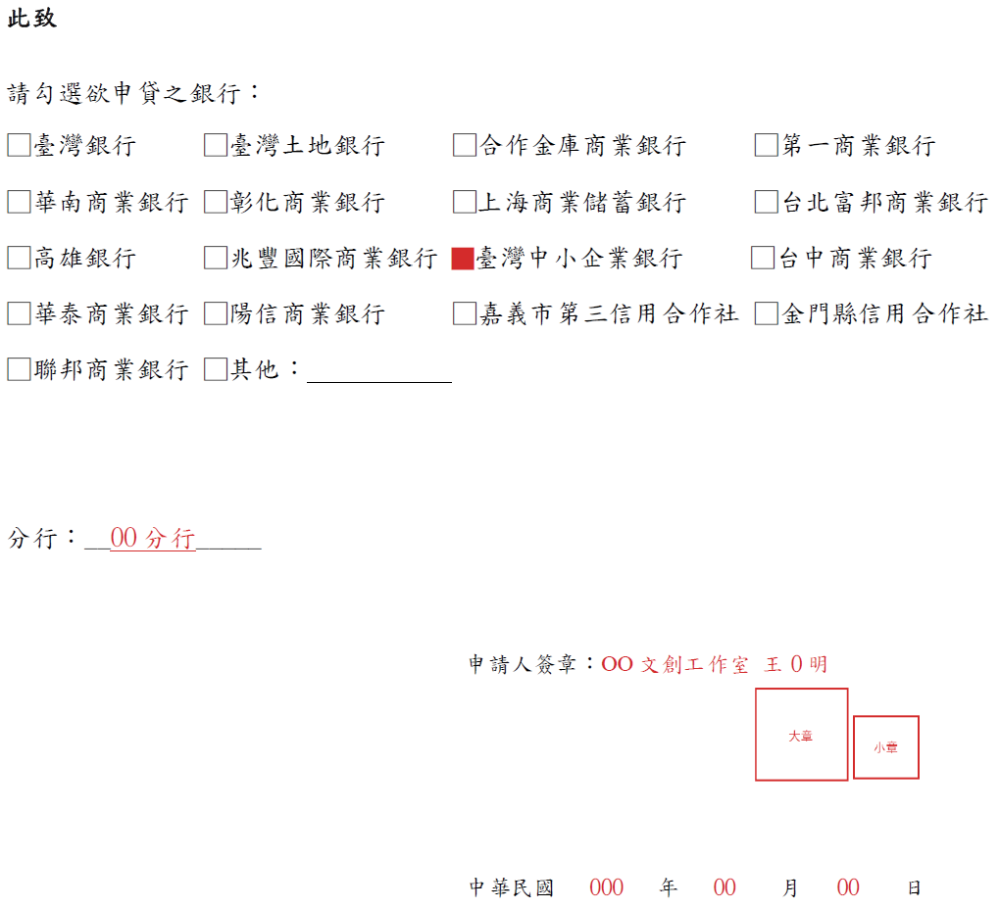 此致
請勾選欲申貸之銀行：
□臺灣銀行 □臺灣土地銀行 □合作金庫商業銀行 □第一商業銀行
□華南商業銀行 □彰化商業銀行 □上海商業儲蓄銀行 □台北富邦商業銀行
□高雄銀行 □兆豐國際商業銀行 ■臺灣中小企業銀行 □台中商業銀行
□華泰商業銀行 □陽信商業銀行 □嘉義市第三信用合作社 □金門縣信用合作社
□聯邦商業銀行 □其他：___________
分行：__00 分行_____
申請人簽章：OO 文創工作室 王 0 明
大章 小章
中華民國 000 年 00 月 00 日